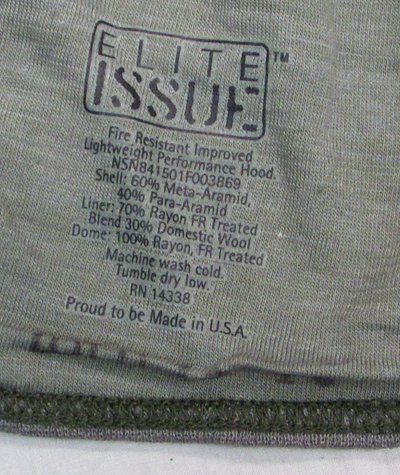 ELITE™
ISSUE
Fire Resistant Improved
Lightweight Performance Hood.
NSN841501F003869
Shell: 60% Meta-Aramid,
40% Para-Aramid
Liner: 70% Rayon, FR Treated
Blend 30% Domestic Wool
Dome: 100% Rayon, FR Treated
Machine wash cold.
Tumble dry low.
RN 14338
Proud to be Made in U.S.A.